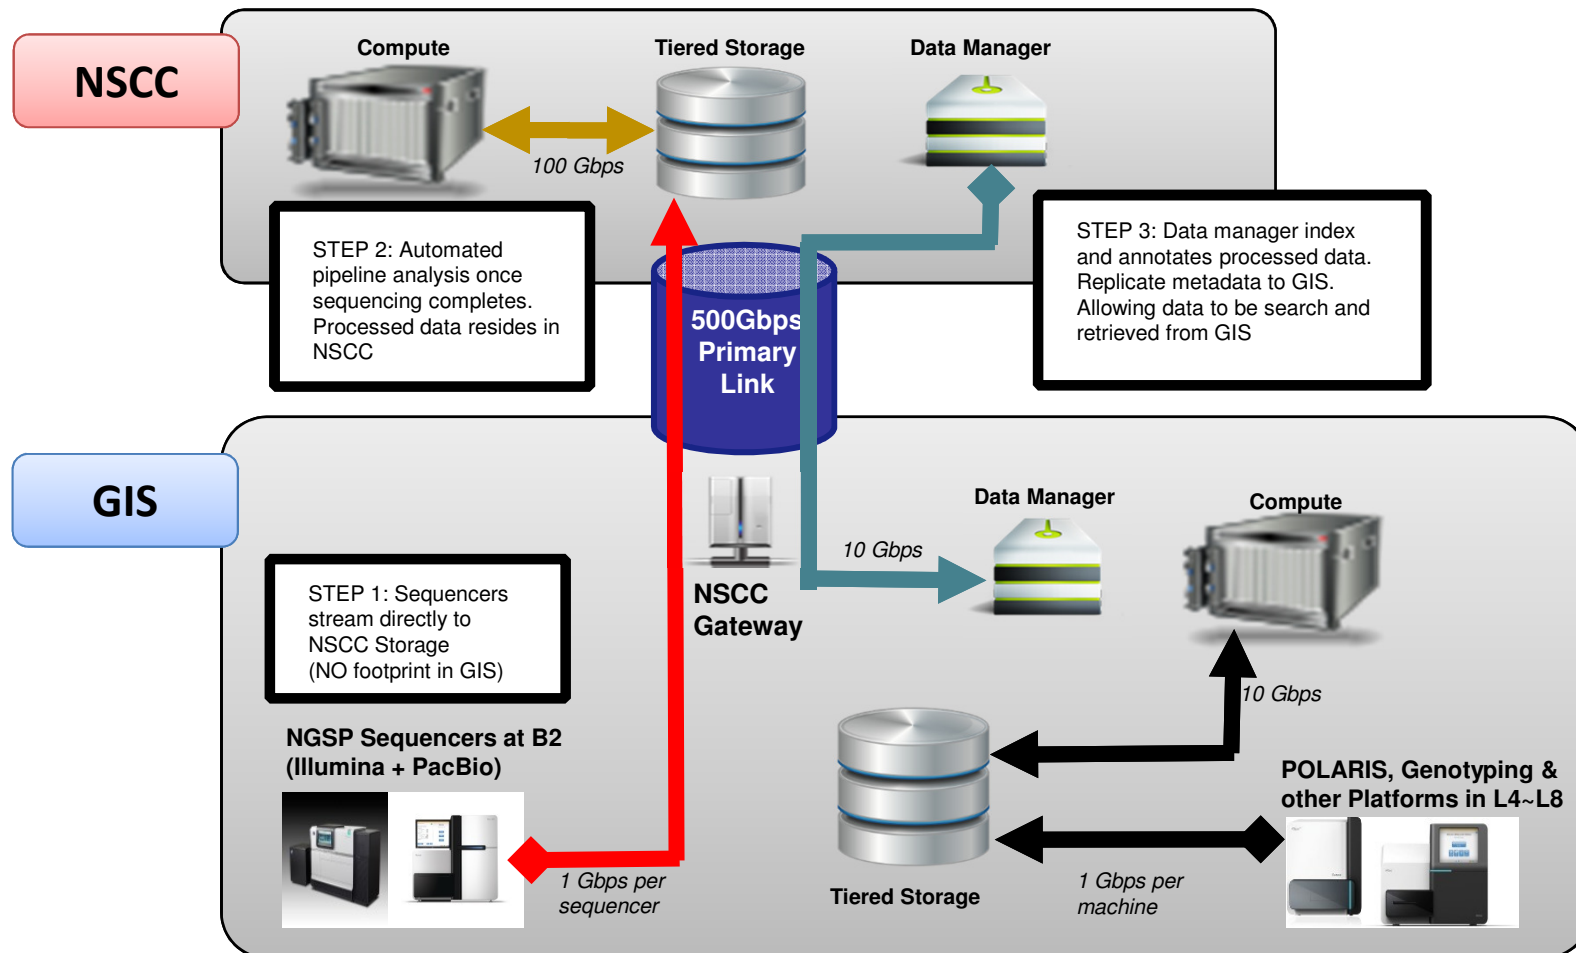 NSCC
Compute
Tiered Storage
Data Manager
100 Gbps
STEP 2: Automated
pipeline analysis once
sequencing completes.
Processed data resides in
NSCC
STEP 3: Data manager index
and annotates processed data.
Replicate metadata to GIS.
Allowing data to be search and
retrieved from GIS
500Gbps
Primary
Link
GIS
Data Manager
Compute
10 Gbps
NSCC
Gateway
STEP 1: Sequencers
stream directly to
NSCC Storage
(NO footprint in GIS)
10 Gbps
NGSP Sequencers at B2
(Illumina + PacBio)
POLARIS, Genotyping &
other Platforms in L4~L8
1 Gbps per
sequencer
Tiered Storage
1 Gbps per
machine